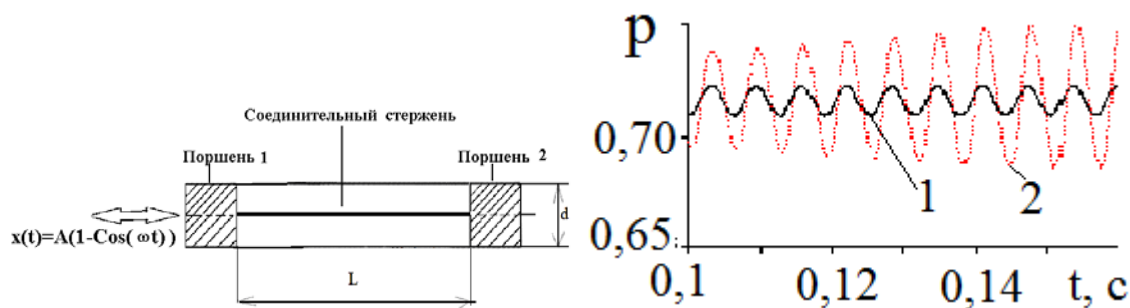 Соединительный стержень
Поршень 1
Поршень 2
x(t)=A(1-Cos( ωt) )
d
L
p
0,70
0,65
1
2
0,1
0,12
0,14
t, c